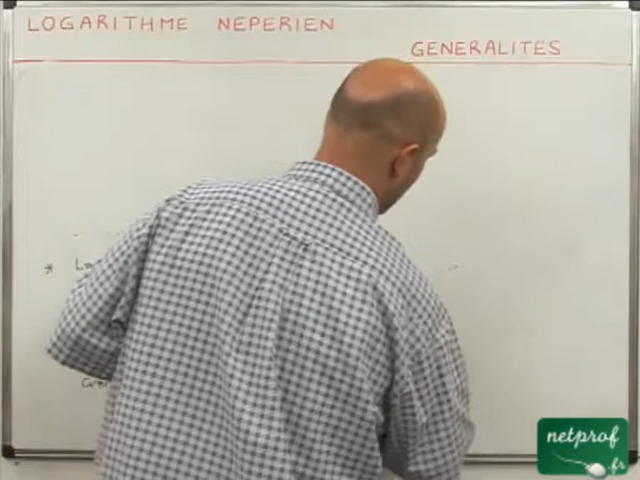 LOGARITHME NEPERIEN
GENERALITES
*
netprof
.fr